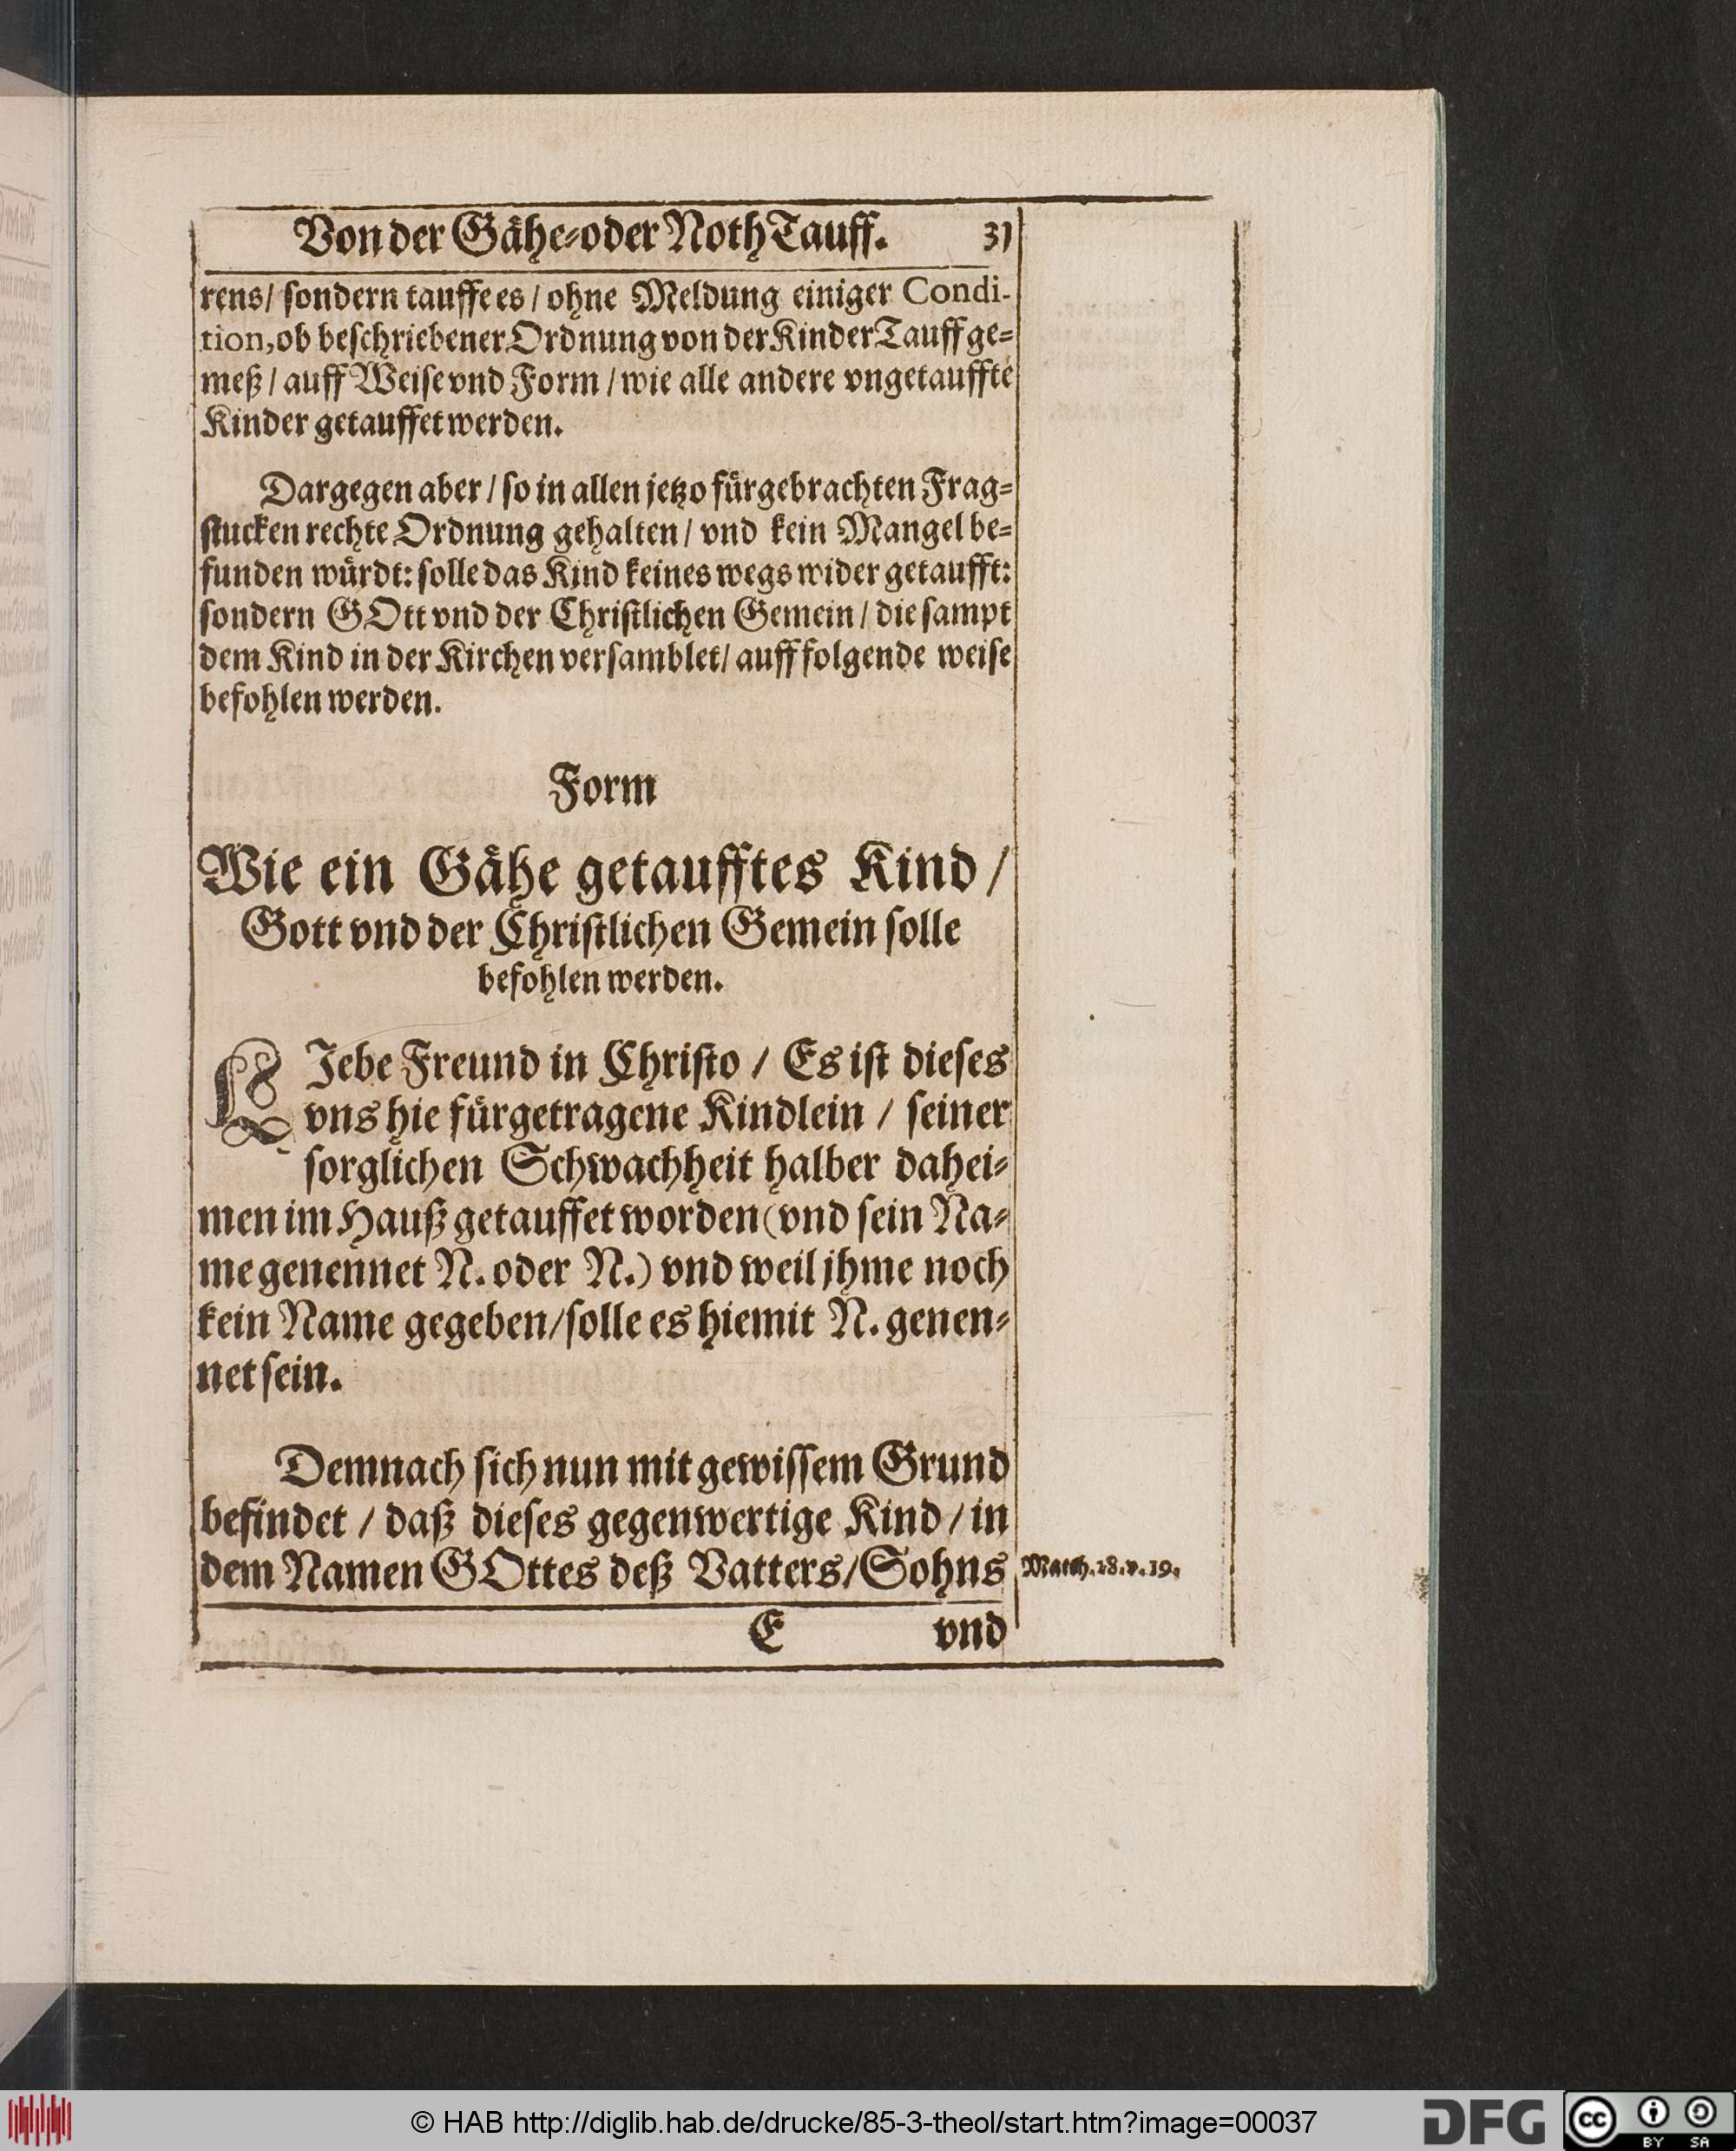 Von der Gähe-oder Noth Tauff. 31
rens/ sondern tauffe es / ohne Meldung einiger Condi-
tion, ob beschriebener Ordnung von der Kinder Tauff ge-
meß / auff Weise vnd Form / wie alle andere vngetauffte
Kinder getauffet werden.
Dargegen aber / so in allen jetzo fürgebrachten Frag-
stucken rechte Ordnung gehalten / vnd kein Mangel be-
funden würdt: solle das Kind keines wegs wider getaufft:
sondern GOtt vnd der Christlichen Gemein / die sampt
dem Kind in der Kirchen versamblet/ auff folgende weise
befohlen werden.
Form
Wie ein Gähe getaufftes Kind /
Gott vnd der Christlichen Gemein solle
befohlen werden.
LIebe Freund in Christo / Es ist dieses
vns hie fürgetragene Kindlein / seiner
sorglichen Schwachheit halber dahei-
men im Hauß getauffet worden (vnd sein Na-
me genennet N. oder N.) vnd weil jhme noch
kein Name gegeben/ solle es hiemit N. genen-
net sein.
Demnach sich nun mit gewissem Grund
befindet / daß dieses gegenwertige Kind / in
dem Namen GOttes deß Vatters/ Sohns
Matth. 28. v. 19.
E vnd
© HAB http://diglib.hab.de/drucke/85-3-theol/start.htm?image=00037
DFG
cc BY SA